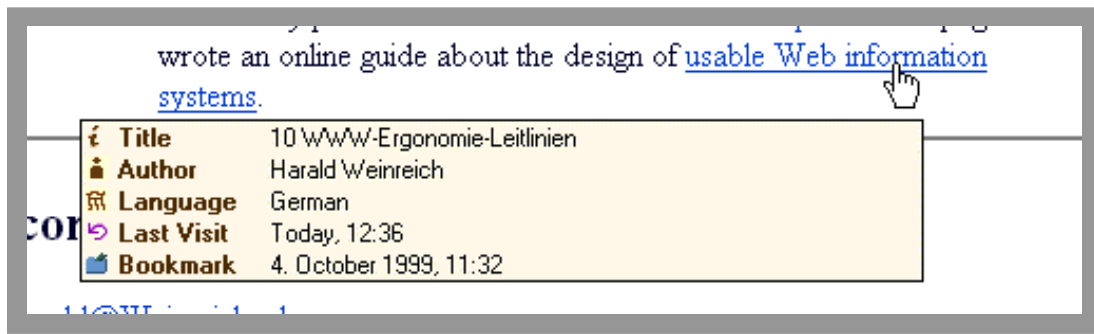 wrote an online guide about the design of usable Web information
systems.
Title 10 WWW-Ergonomie-Leitlinien
Author Harald Weinreich
Language German
Last Visit Today, 12:36
Bookmark 4. October 1999, 11:32